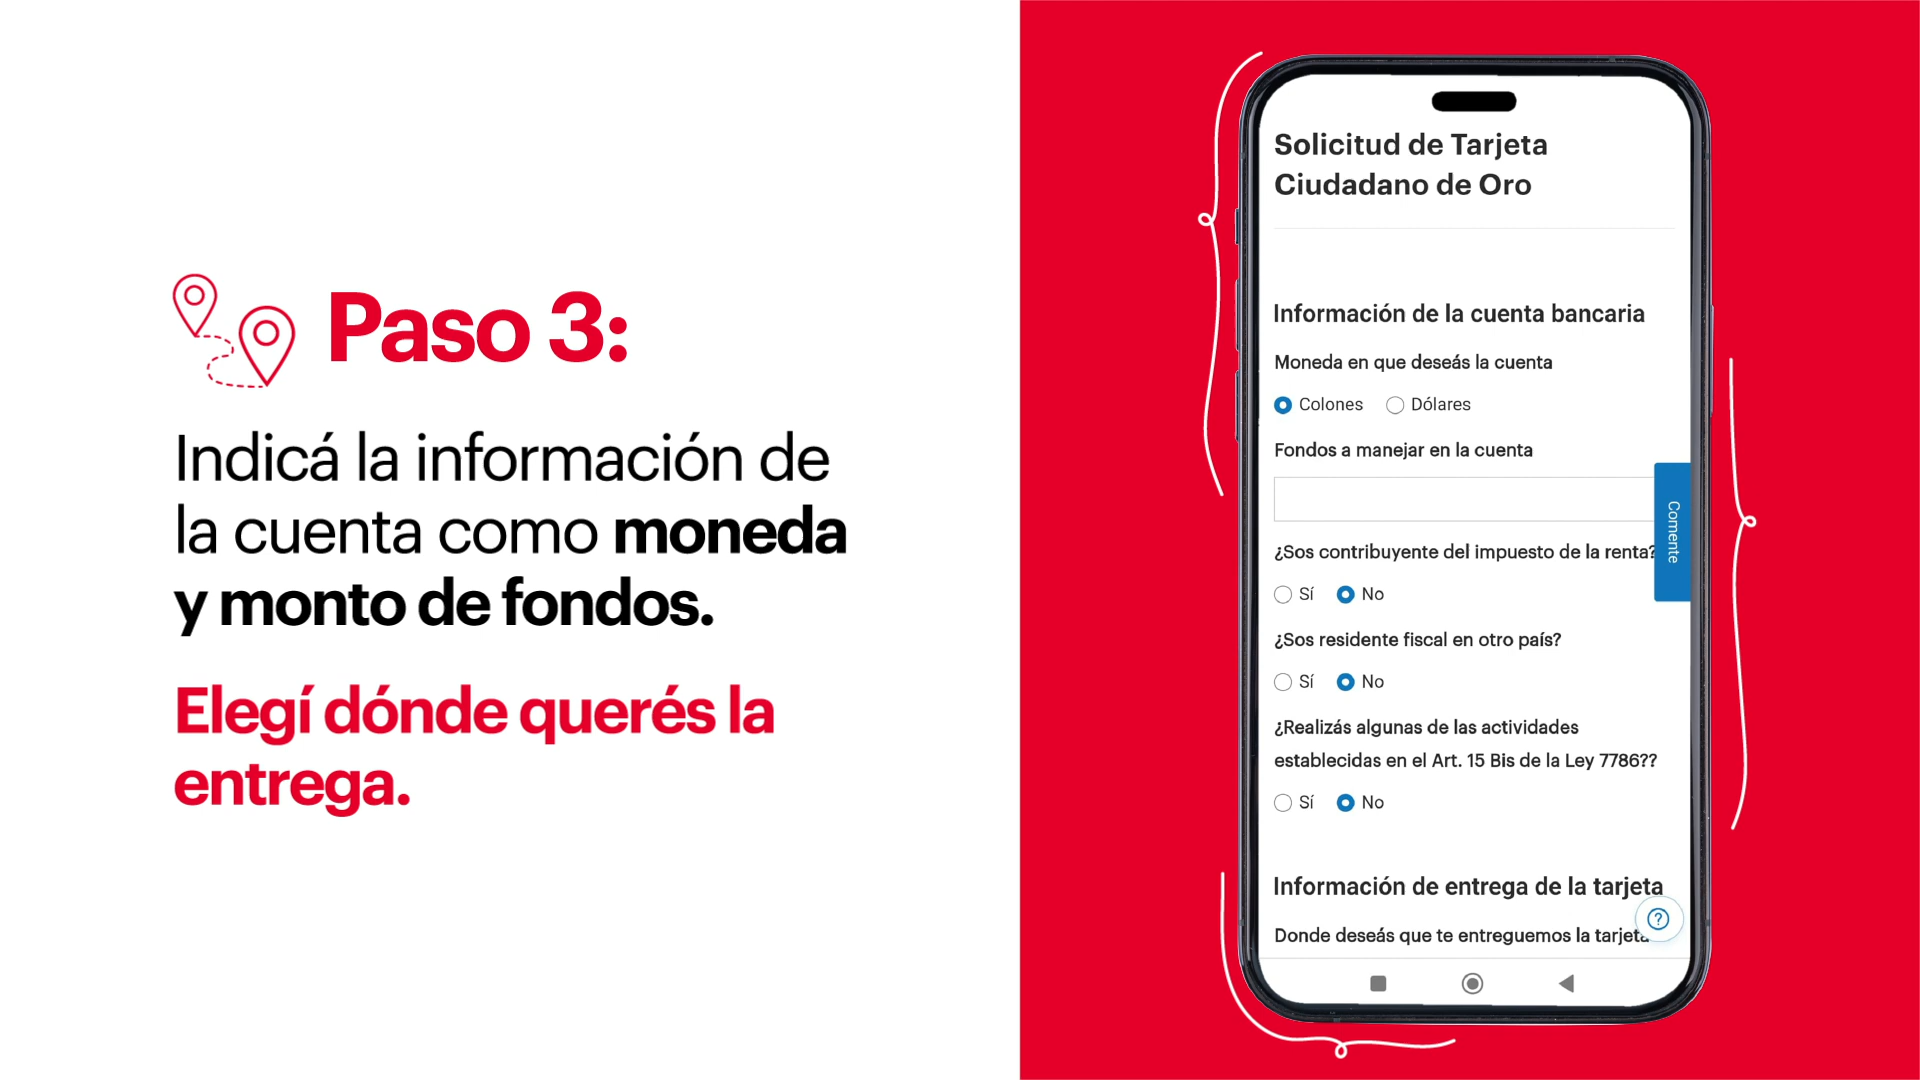 Paso 3:
Indicá la información de
la cuenta como moneda
y monto de fondos.
Elegí dónde querés la
entrega.
Solicitud de Tarjeta
Ciudadano de Oro
Información de la cuenta bancaria
Moneda en que deseás la cuenta
Colones Dólares
Fondos a manejar en la cuenta
Comente
¿Sos contribuyente del impuesto de la renta?
Sí No
¿Sos residente fiscal en otro país?
Sí No
¿Realizás algunas de las actividades
establecidas en el Art. 15 Bis de la Ley 7786??
Sí No
Información de entrega de la tarjeta
Donde deseás que te entreguemos la tarjeta
?